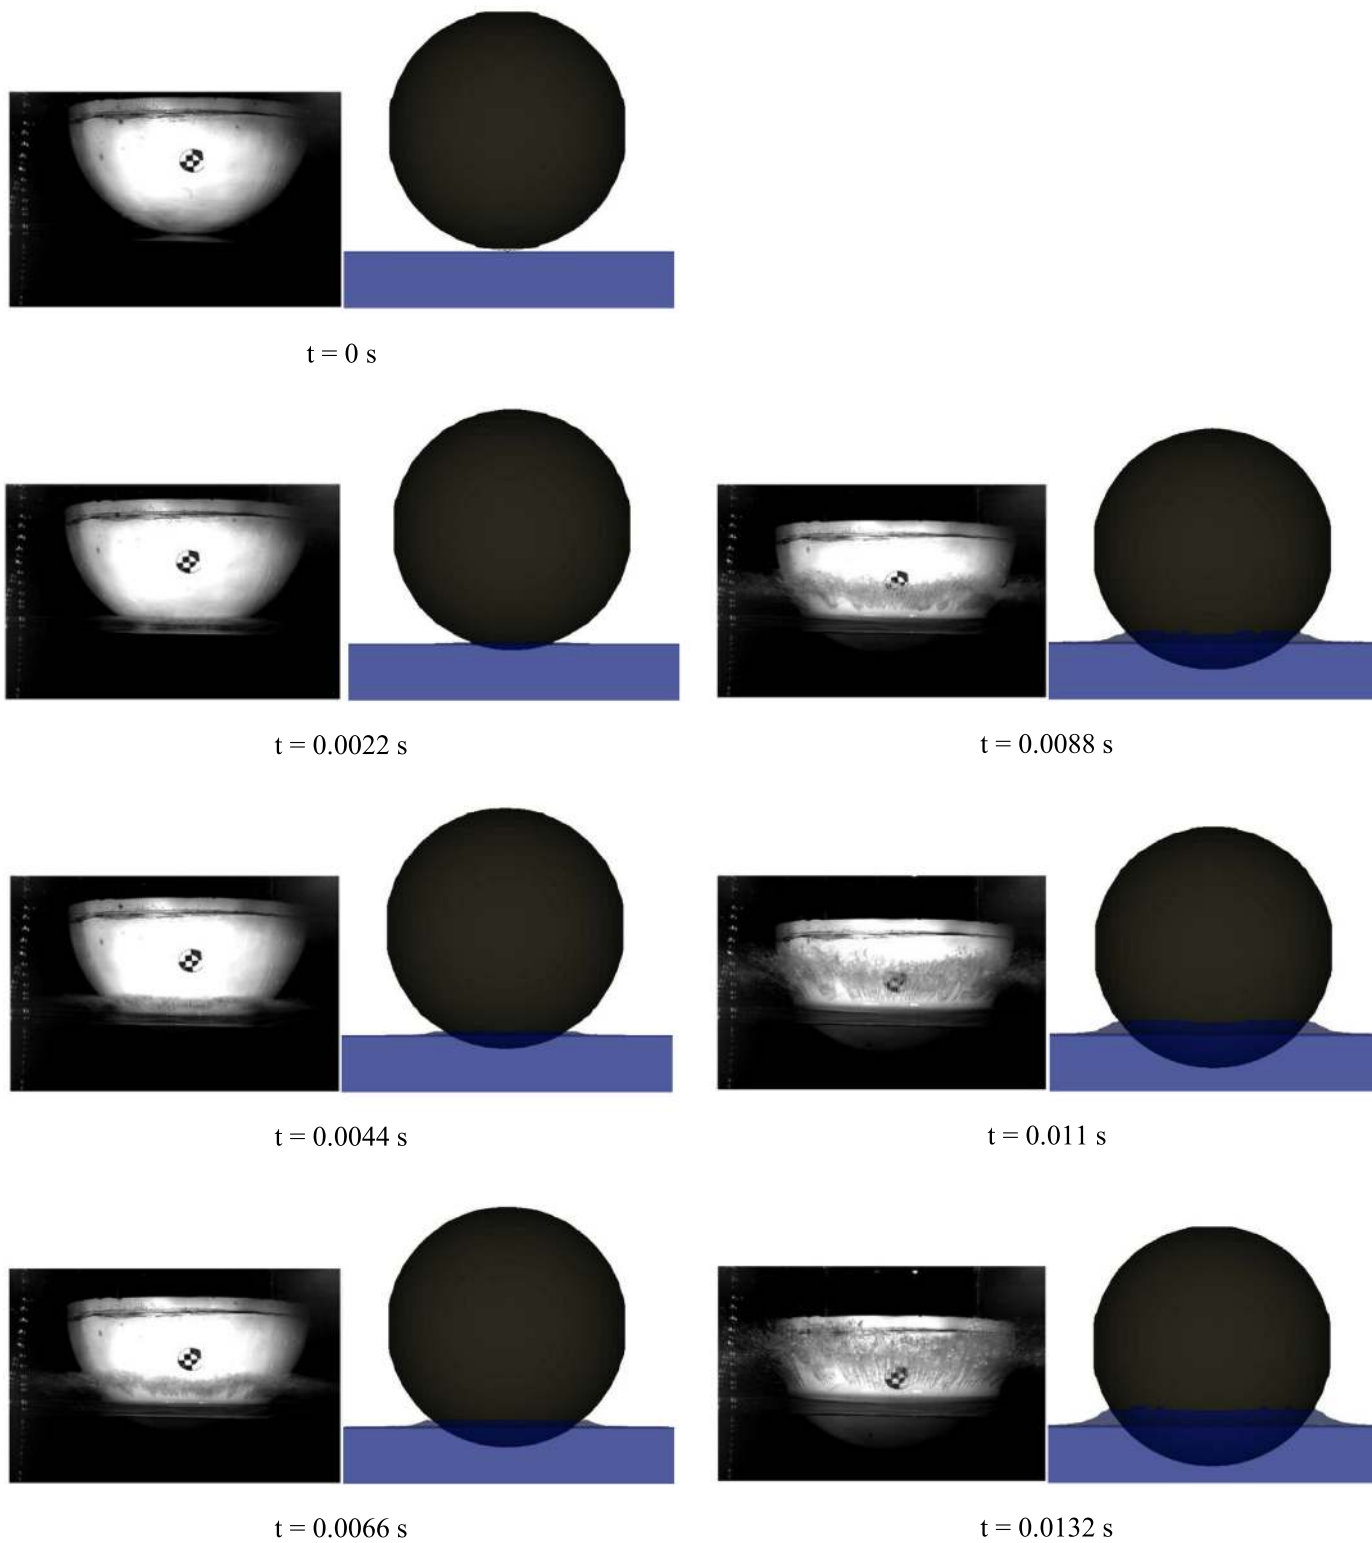 t = 0 s
t = 0.0022 s
t = 0.0088 s
t = 0.0044 s
t = 0.011 s
t = 0.0066 s
t = 0.0132 s